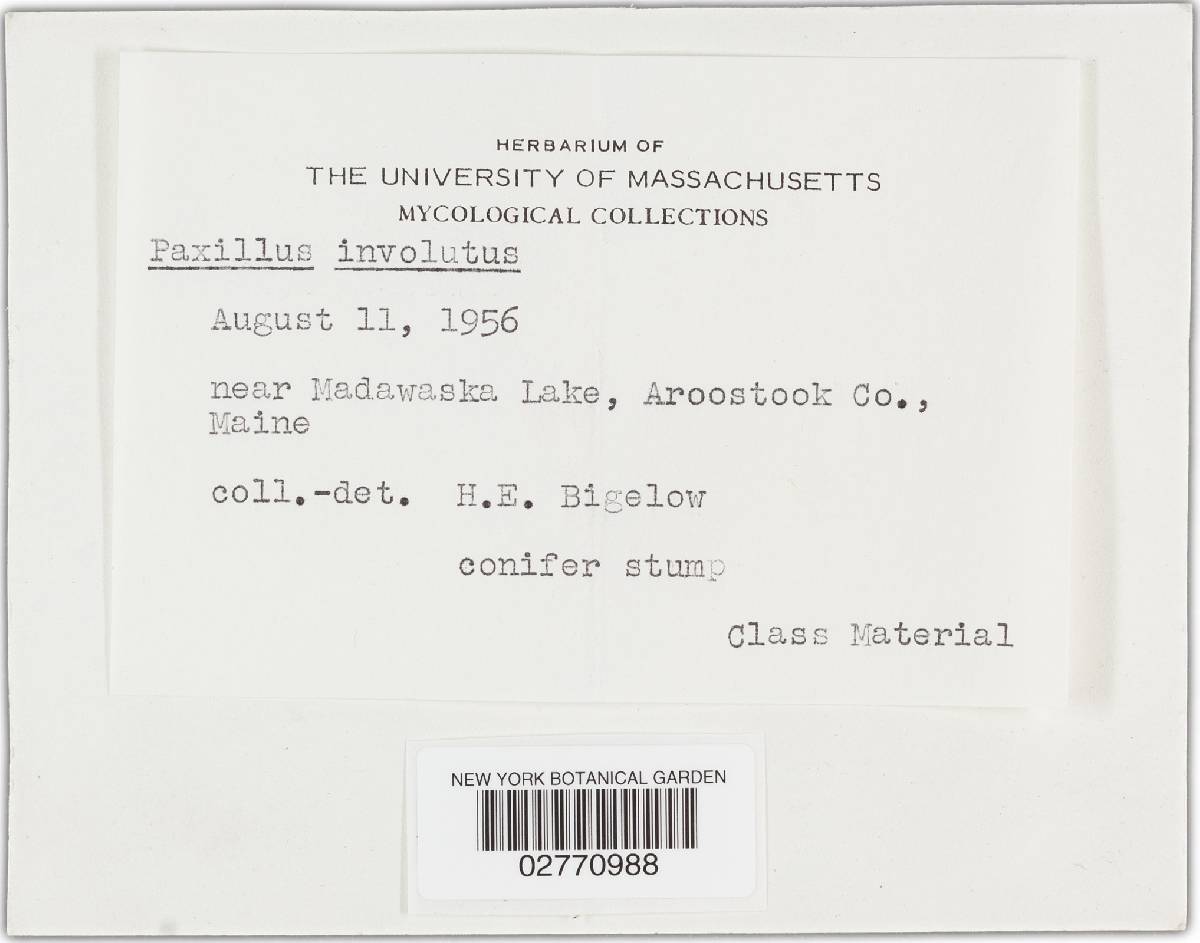 HERBARIUM OF
THE UNIVERSITY OF MASSACHUSETTS
MYCOLOGICAL COLLECTIONS
Paxillus involutus
August 11, 1956
near Madawaska Lake, Aroostook Co.,
Maine
coll.-det. H.E. Bigelow
conifer stump
Class Material
NEW YORK BOTANICAL GARDEN
02770988